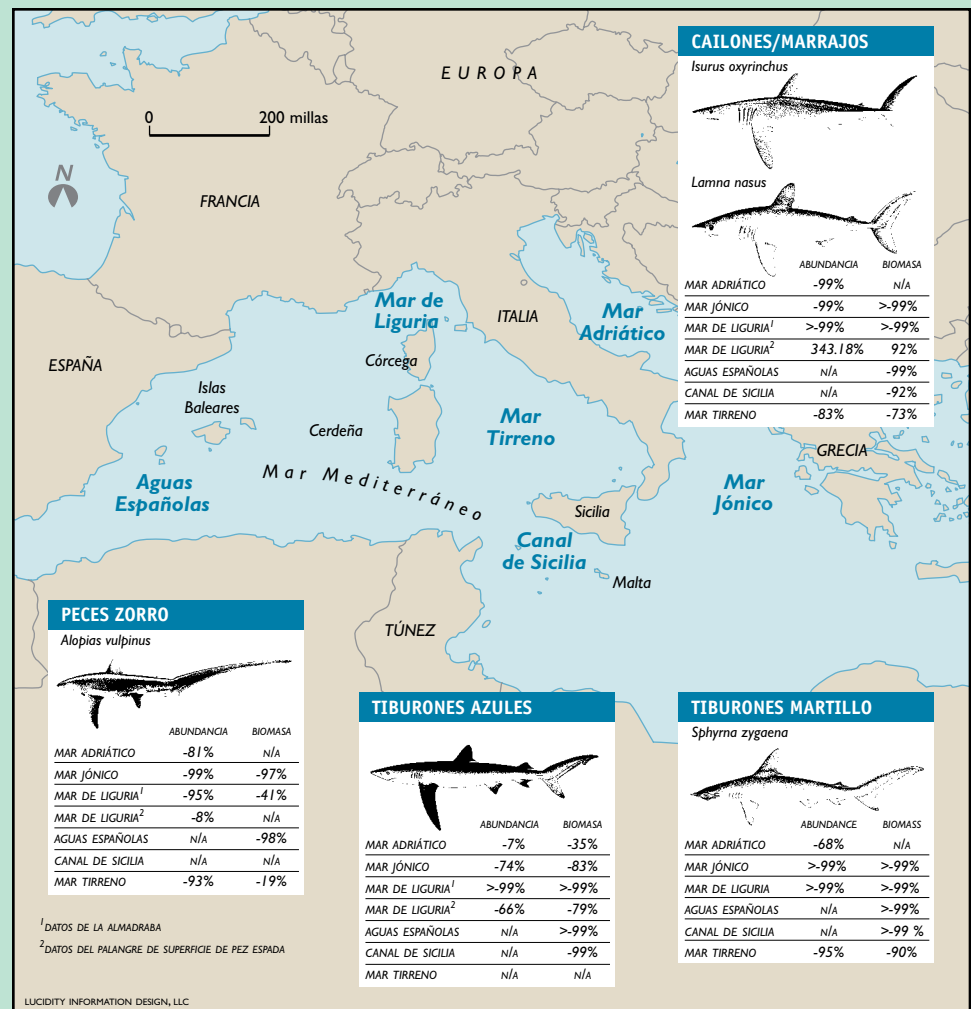 EUROPA
0 200 millas
N
FRANCIA
Mar de
Liguria
ITALIA
Mar
Adriático
Córcega
ESPAÑA
Islas
Baleares
Cerdeña
Mar
Tirreno
Mar Mediterráneo
Aguas
Españolas
GRECIA
Mar
Jónico
Sicilia
Canal
de Sicilia
Malta
TÚNEZ
CAILONES/MARRAJOS
Isurus oxyrinchus
Lamna nasus
ABUNDANCIA BIOMASA
MAR ADRIÁTICO -99% N/A
MAR JÓNICO -99% >-99%
MAR DE LIGURIA1 >-99% >-99%
MAR DE LIGURIA2 343.18% 92%
AGUAS ESPAÑOLAS N/A -99%
CANAL DE SICILIA N/A -92%
MAR TIRRENO -83% -73%
PECES ZORRO
Alopias vulpinus
ABUNDANCIA BIOMASA
MAR ADRIÁTICO -81% N/A
MAR JÓNICO -99% -97%
MAR DE LIGURIA1 -95% -41%
MAR DE LIGURIA2 -8% N/A
AGUAS ESPAÑOLAS N/A -98%
CANAL DE SICILIA N/A N/A
MAR TIRRENO -93% -19%
TIBURONES AZULES
ABUNDANCIA BIOMASA
MAR ADRIÁTICO -7% -35%
MAR JÓNICO -74% -83%
MAR DE LIGURIA1 >-99% >-99%
MAR DE LIGURIA2 -66% -79%
AGUAS ESPAÑOLAS N/A >-99%
CANAL DE SICILIA N/A -99%
MAR TIRRENO N/A N/A
TIBURONES MARTILLO
Sphyrna zygaena
ABUNDANCE BIOMASS
MAR ADRIÁTICO -68% N/A
MAR JÓNICO >-99% >-99%
MAR DE LIGURIA >-99% >-99%
AGUAS ESPAÑOLAS N/A >-99%
CANAL DE SICILIA N/A >-99 %
MAR TIRRENO -95% -90%
1DATOS DE LA ALMADRABA
2DATOS DEL PALANGRE DE SUPERFICIE DE PEZ ESPADA
LUCIDITY INFORMATION DESIGN, LLC